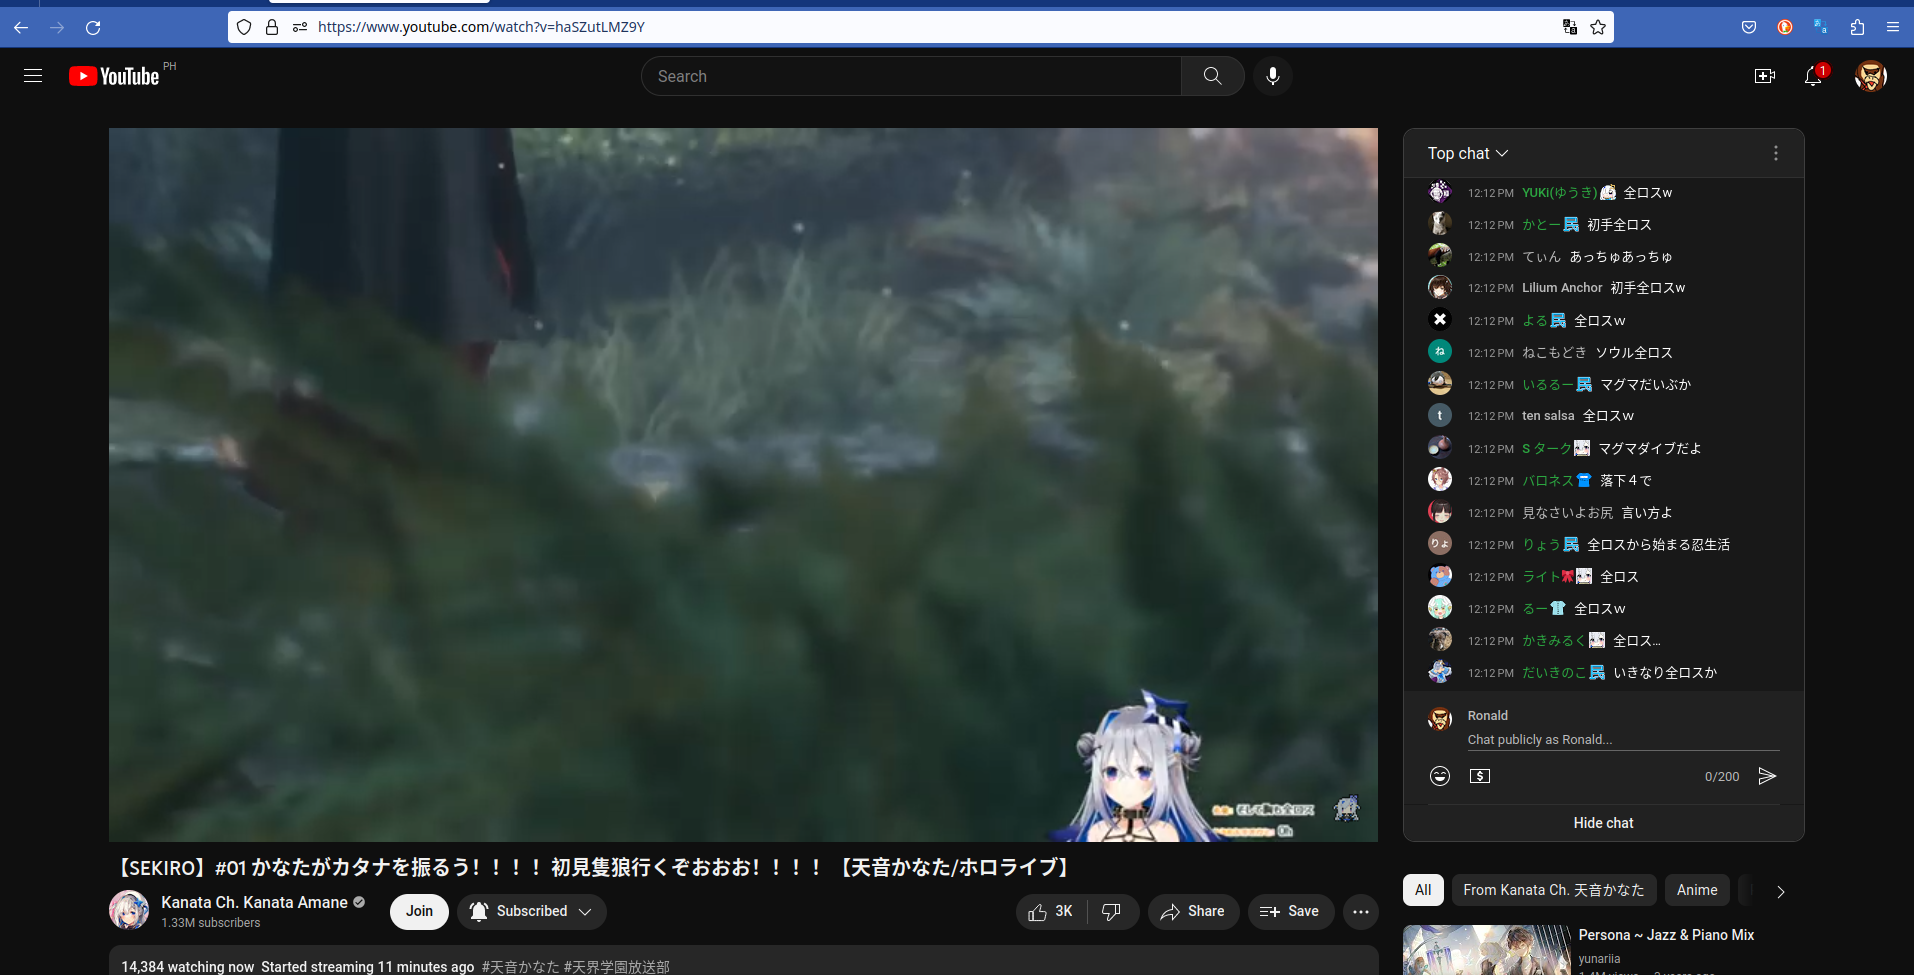 https://www.youtube.com/watch?v=haSZutLMZ9Y
YouTube PH
Search
1
Top chat
12:12 PM YUKi(ゆうき) 全ロスw
12:12 PM かとー 初手全ロス
12:12 PM てぃん あっちゅあっちゅ
12:12 PM Lilium Anchor 初手全ロスw
12:12 PM よる 全ロスw
ね 12:12 PM ねこもどき ソウル全ロス
12:12 PM いるるー マグマだいぶか
t 12:12 PM ten salsa 全ロスw
12:12 PM S ターク マグマダイブだよ
12:12 PM バロネス 落下４で
12:12 PM 見なさいよお尻 言い方よ
りょ 12:12 PM りょう 全ロスから始まる忍生活
12:12 PM ライト 全ロス
12:12 PM るー 全ロスw
12:12 PM かきみるく 全ロス…
12:12 PM だいきのこ いきなり全ロスか
Ronald
Chat publicly as Ronald...
0/200
Hide chat
そして胸も全ロス
Oh
【SEKIRO】#01 かなたがカタナを振るう！！！！初見隻狼行くぞおおお！！！！【天音かなた/ホロライブ】
Kanata Ch. Kanata Amane
1.33M subscribers
Join
Subscribed
3K
Share
Save
14,384 watching now Started streaming 11 minutes ago #天音かなた #天界学園放送部
All
From Kanata Ch. 天音かなた
Anime
Persona ~ Jazz & Piano Mix
yunariia